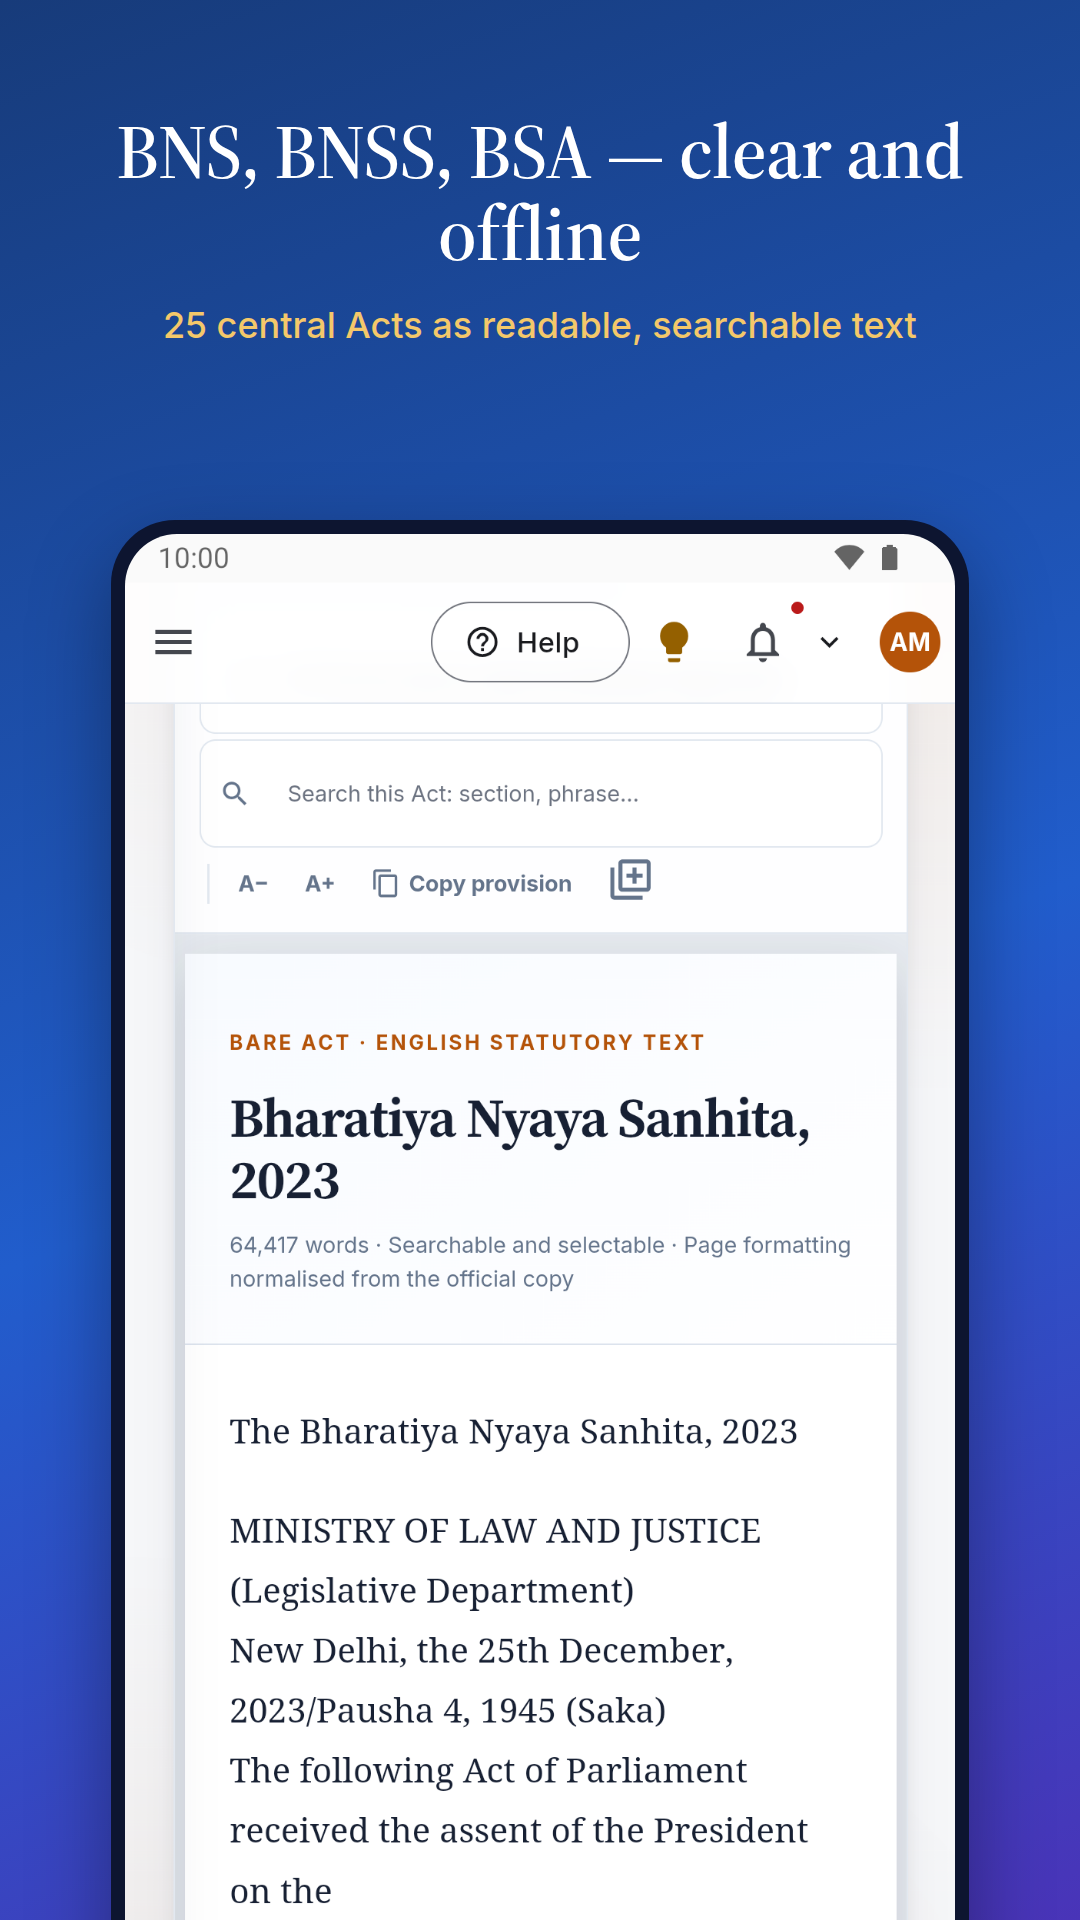 BNS, BNSS, BSA — clear and
offline
25 central Acts as readable, searchable text
10:00
Help
AM
Search this Act: section, phrase...
A−
A+
Copy provision
BARE ACT · ENGLISH STATUTORY TEXT
Bharatiya Nyaya Sanhita,
2023
64,417 words · Searchable and selectable · Page formatting
normalised from the official copy
The Bharatiya Nyaya Sanhita, 2023
MINISTRY OF LAW AND JUSTICE
(Legislative Department)
New Delhi, the 25th December,
2023/Pausha 4, 1945 (Saka)
The following Act of Parliament
received the assent of the President
on the